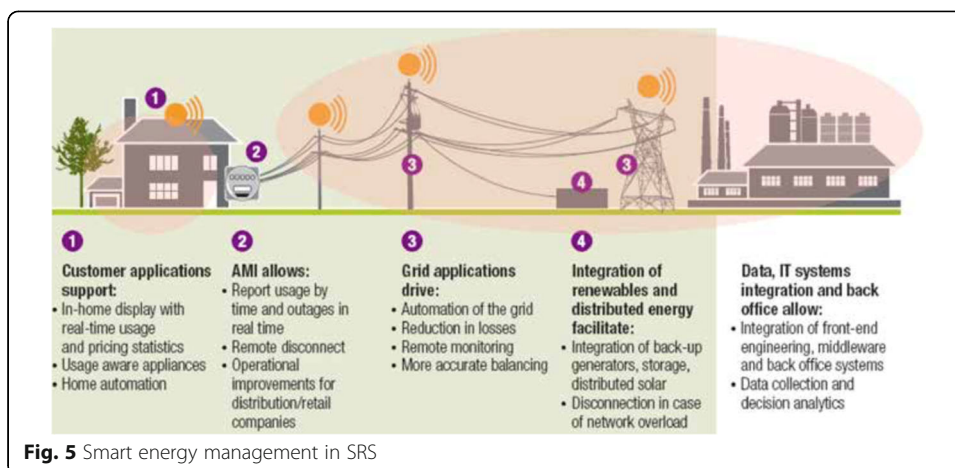 1
2
3
4
3
1
Customer applications
support:
• In-home display with
real-time usage
and pricing statistics
• Usage aware appliances
• Home automation
2
AMI allows:
• Report usage by
time and outages in
real time
• Remote disconnect
• Operational
improvements for
distribution/retail
companies
3
Grid applications
drive:
• Automation of the grid
• Reduction in losses
• Remote monitoring
• More accurate balancing
4
Integration of
renewables and
distributed energy
facilitate:
• Integration of back-up
generators, storage,
distributed solar
• Disconnection in case
of network overload
Data, IT systems
integration and back
office allow:
• Integration of front-end
engineering, middleware
and back office systems
• Data collection and
decision analytics
Fig. 5 Smart energy management in SRS